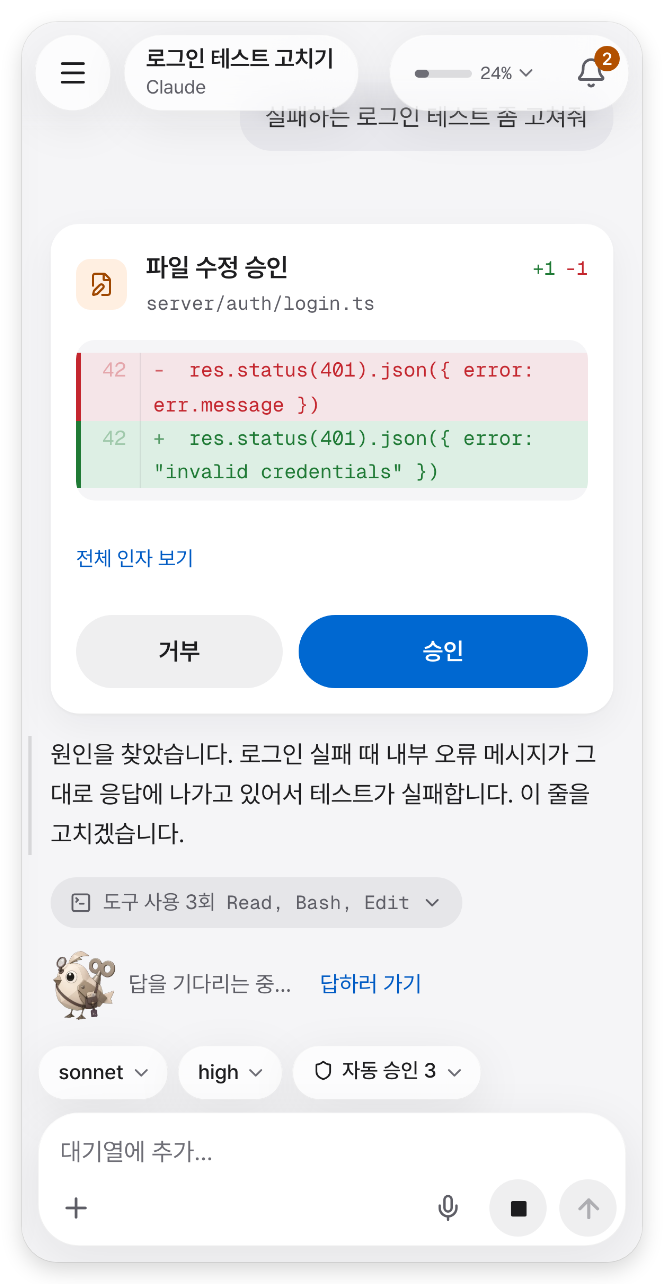 로그인 테스트 고치기
Claude
24%
2
실패하는 로그인 테스트 좀 고쳐줘
파일 수정 승인
+1 -1
server/auth/login.ts
42 - res.status(401).json({ error:
err.message })
42 + res.status(401).json({ error:
"invalid credentials" })
전체 인자 보기
거부
승인
원인을 찾았습니다. 로그인 실패 때 내부 오류 메시지가 그
대로 응답에 나가고 있어서 테스트가 실패합니다. 이 줄을
고치겠습니다.
도구 사용 3회 Read, Bash, Edit
답을 기다리는 중... 답하러 가기
sonnet
high
자동 승인 3
대기열에 추가...